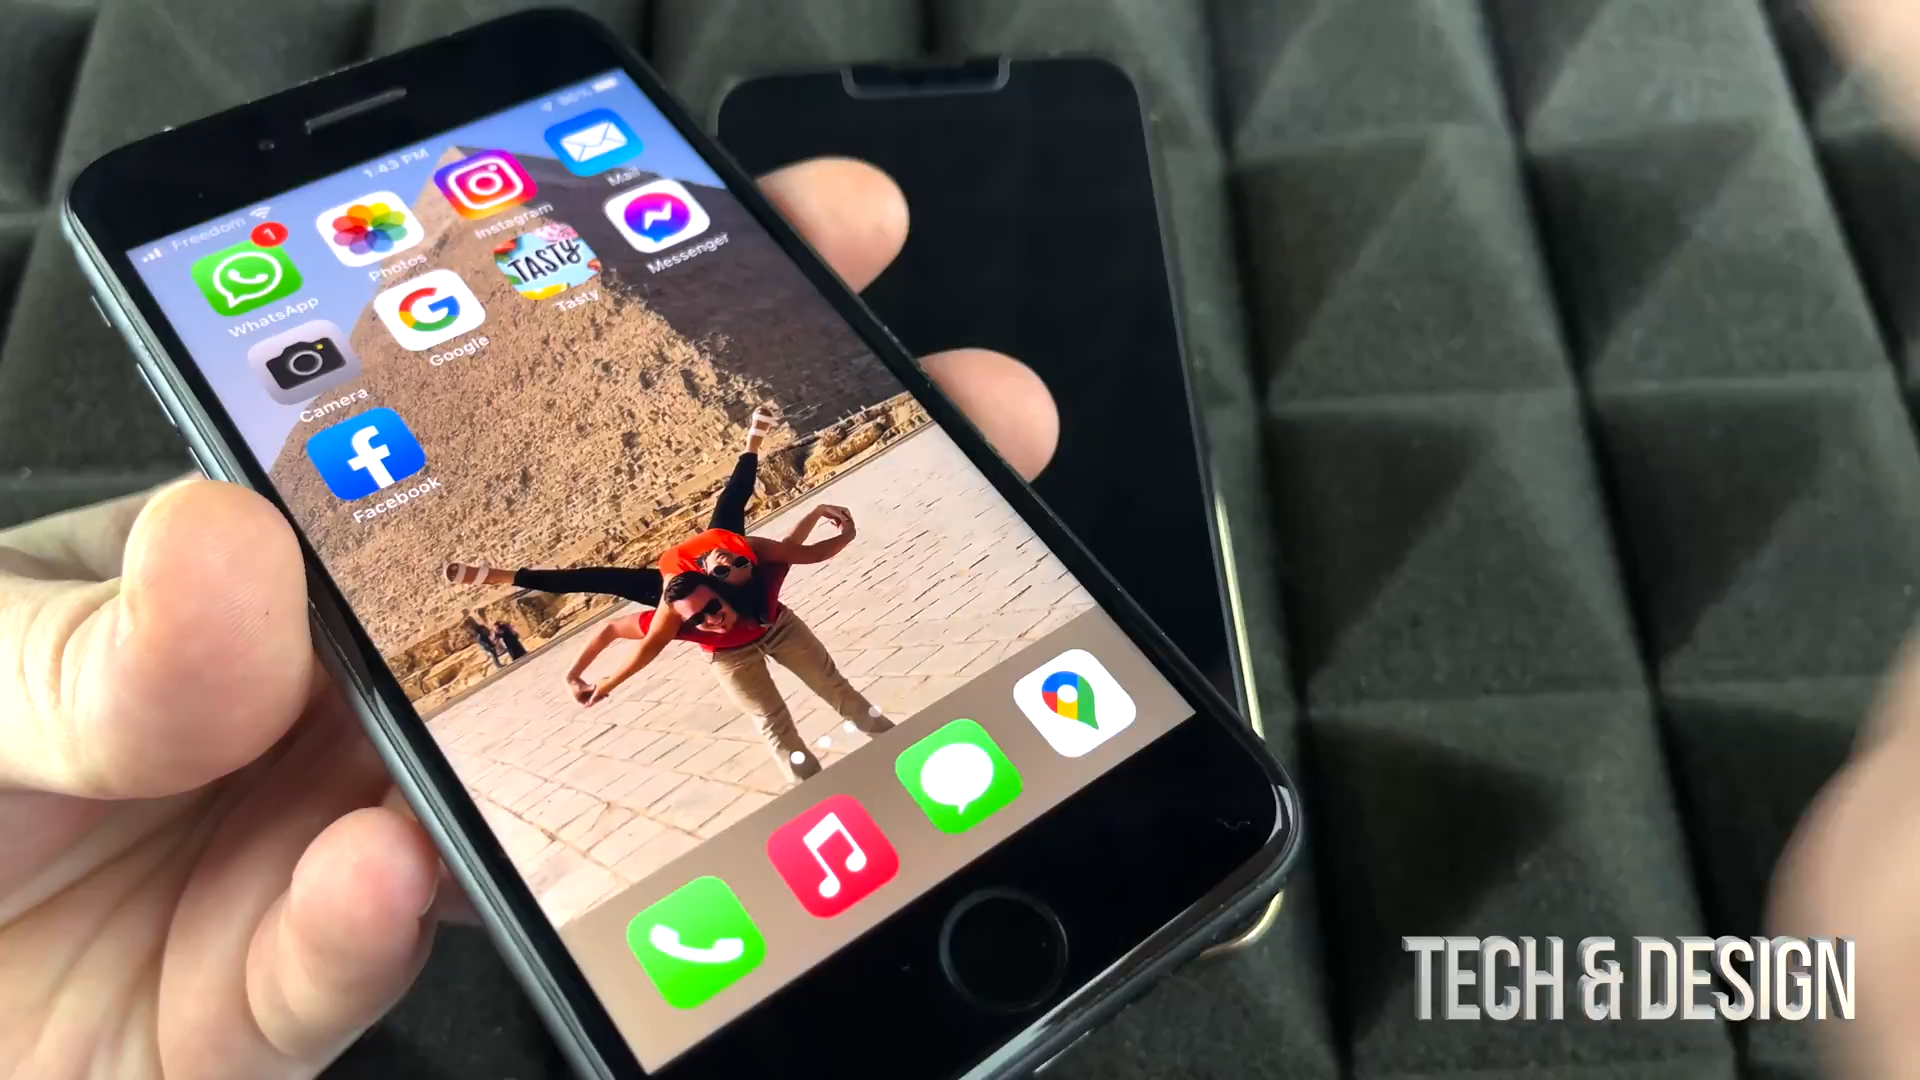 Freedom
1:43 PM
1
WhatsApp
Photos
Instagram
Mail
Camera
Google
TASTY
Tasty
Messenger
Facebook
TECH & DESIGN